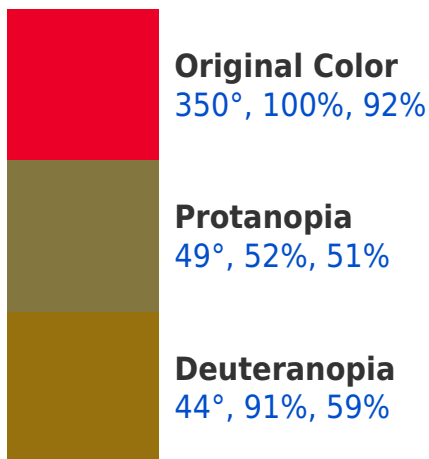 Original Color
350°, 100%, 92%
Protanopia
49°, 52%, 51%
Deuteranopia
44°, 91%, 59%